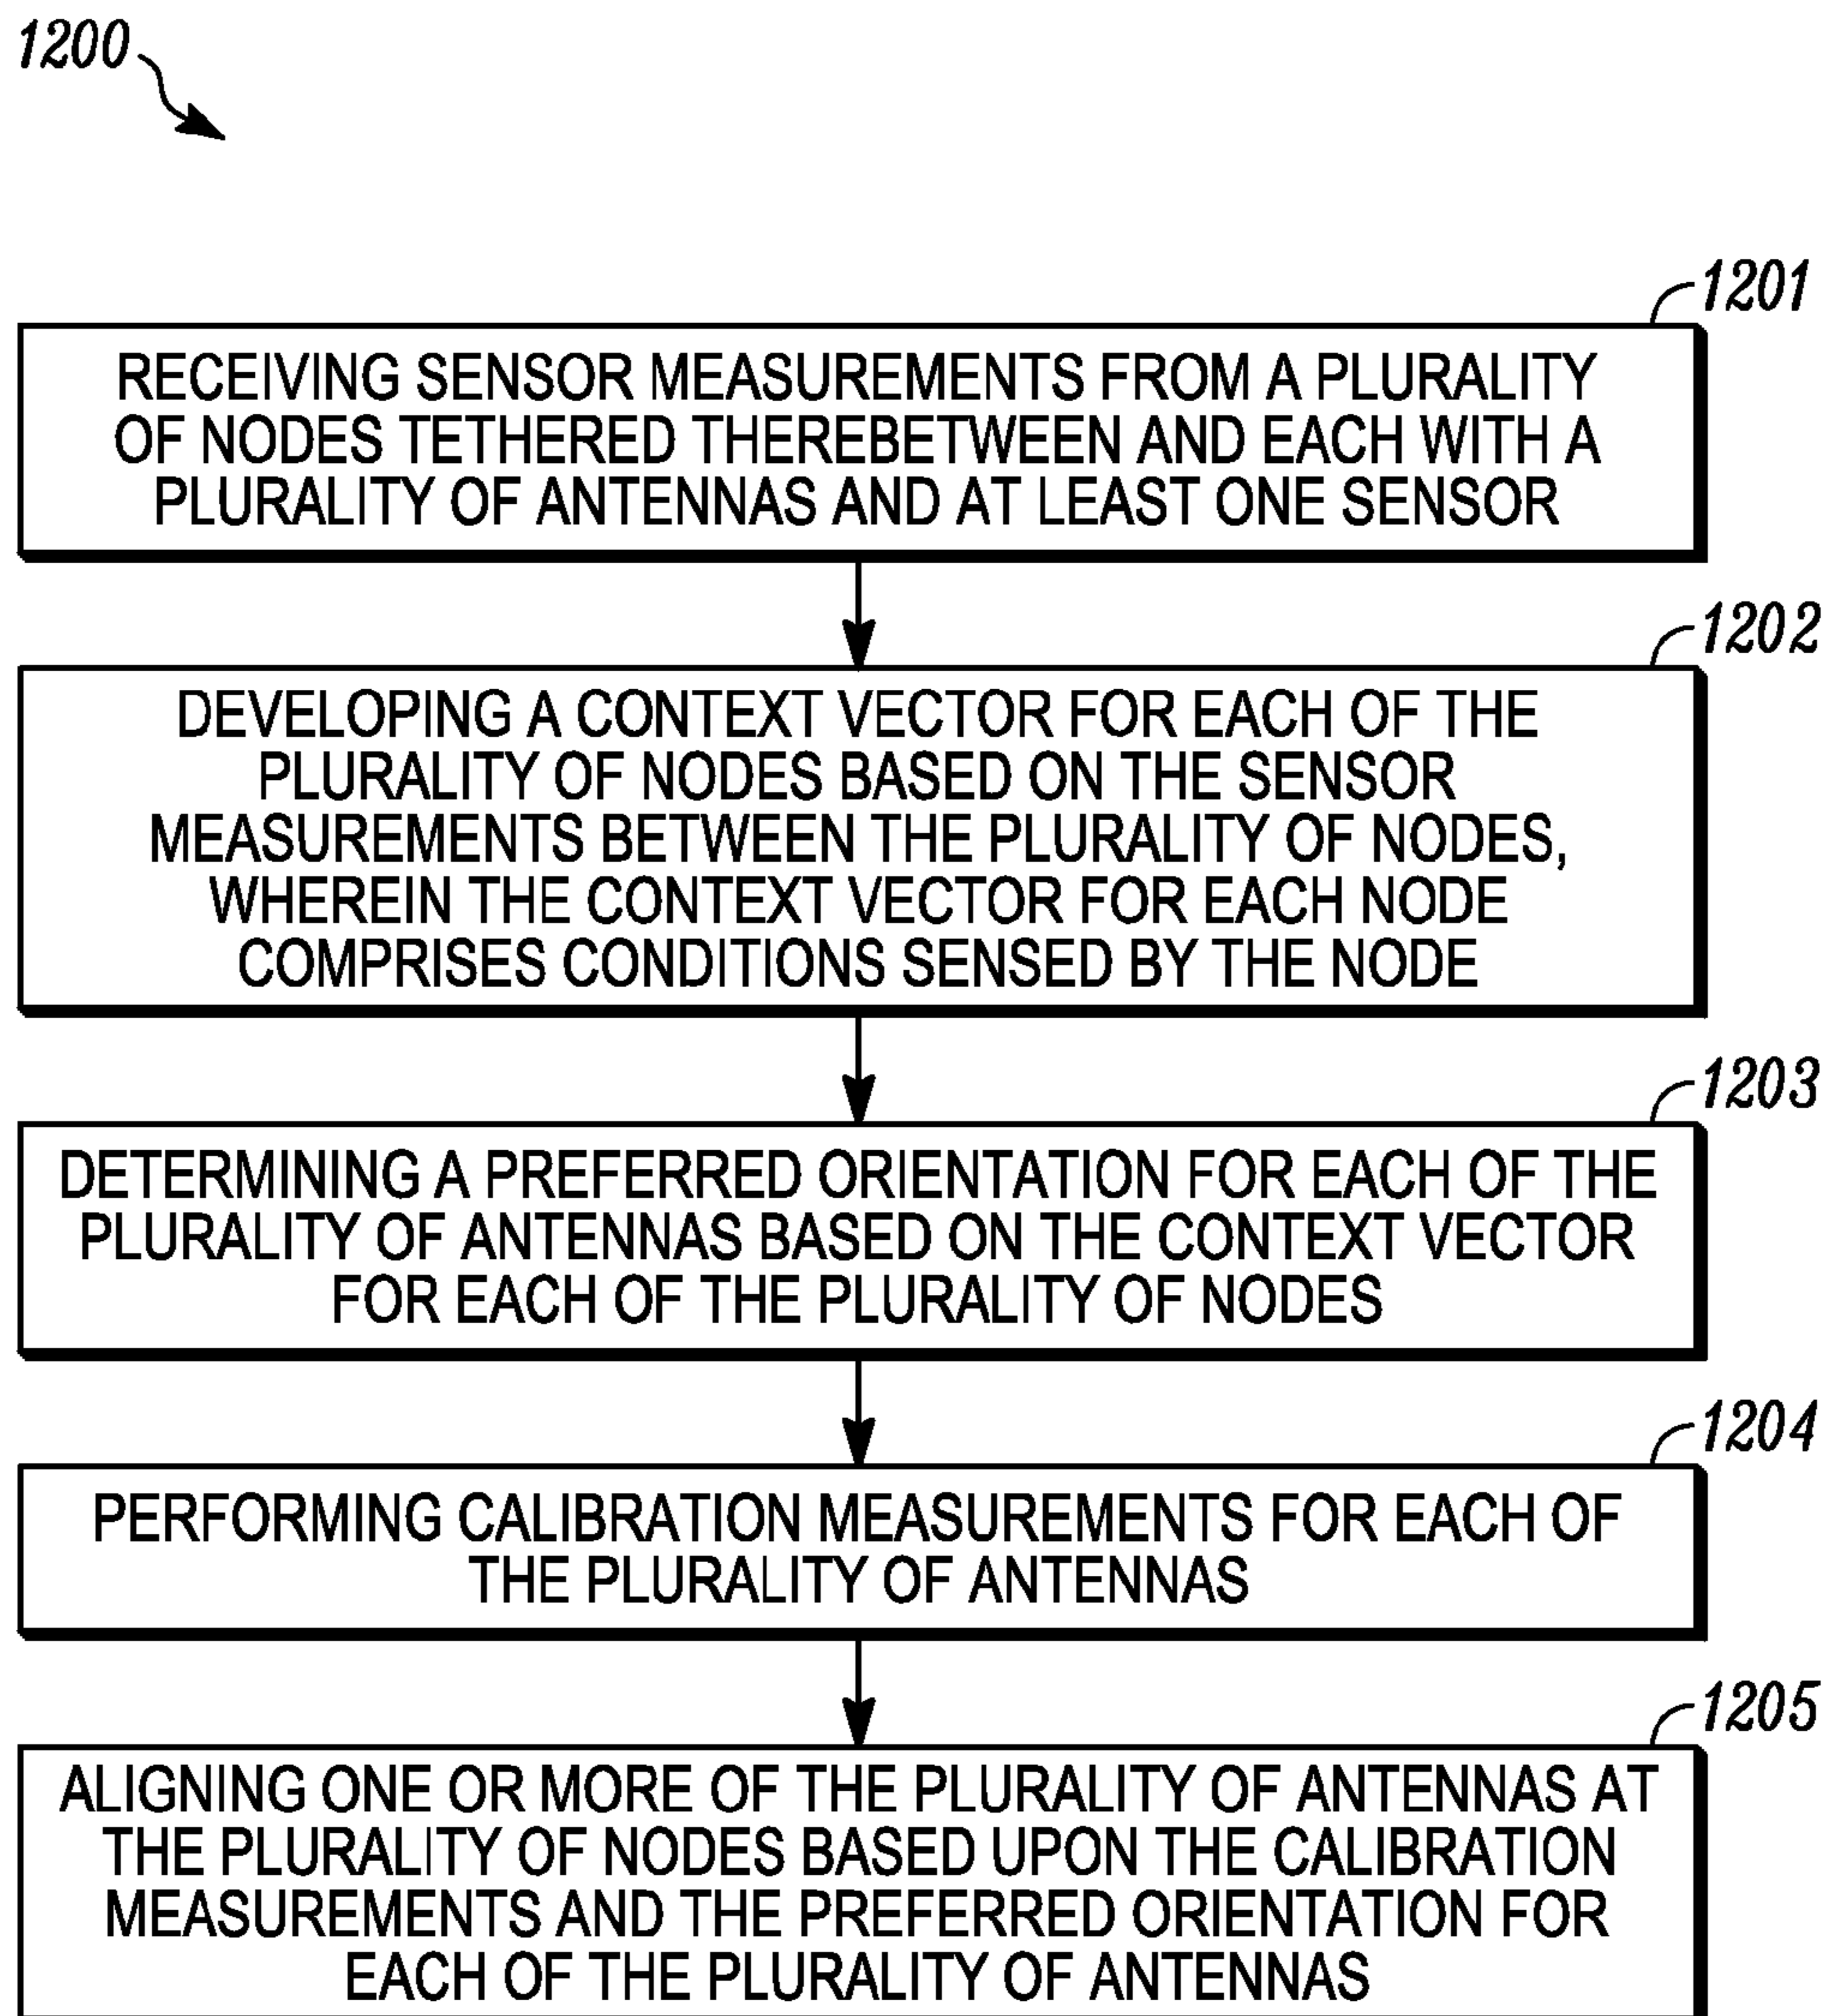 1200
1201
RECEIVING SENSOR MEASUREMENTS FROM A PLURALITY
OF NODES TETHERED THEREBETWEEN AND EACH WITH A
PLURALITY OF ANTENNAS AND AT LEAST ONE SENSOR
1202
DEVELOPING A CONTEXT VECTOR FOR EACH OF THE
PLURALITY OF NODES BASED ON THE SENSOR
MEASUREMENTS BETWEEN THE PLURALITY OF NODES,
WHEREIN THE CONTEXT VECTOR FOR EACH NODE
COMPRISES CONDITIONS SENSED BY THE NODE
1203
DETERMINING A PREFERRED ORIENTATION FOR EACH OF THE
PLURALITY OF ANTENNAS BASED ON THE CONTEXT VECTOR
FOR EACH OF THE PLURALITY OF NODES
1204
PERFORMING CALIBRATION MEASUREMENTS FOR EACH OF
THE PLURALITY OF ANTENNAS
1205
ALIGNING ONE OR MORE OF THE PLURALITY OF ANTENNAS AT
THE PLURALITY OF NODES BASED UPON THE CALIBRATION
MEASUREMENTS AND THE PREFERRED ORIENTATION FOR
EACH OF THE PLURALITY OF ANTENNAS